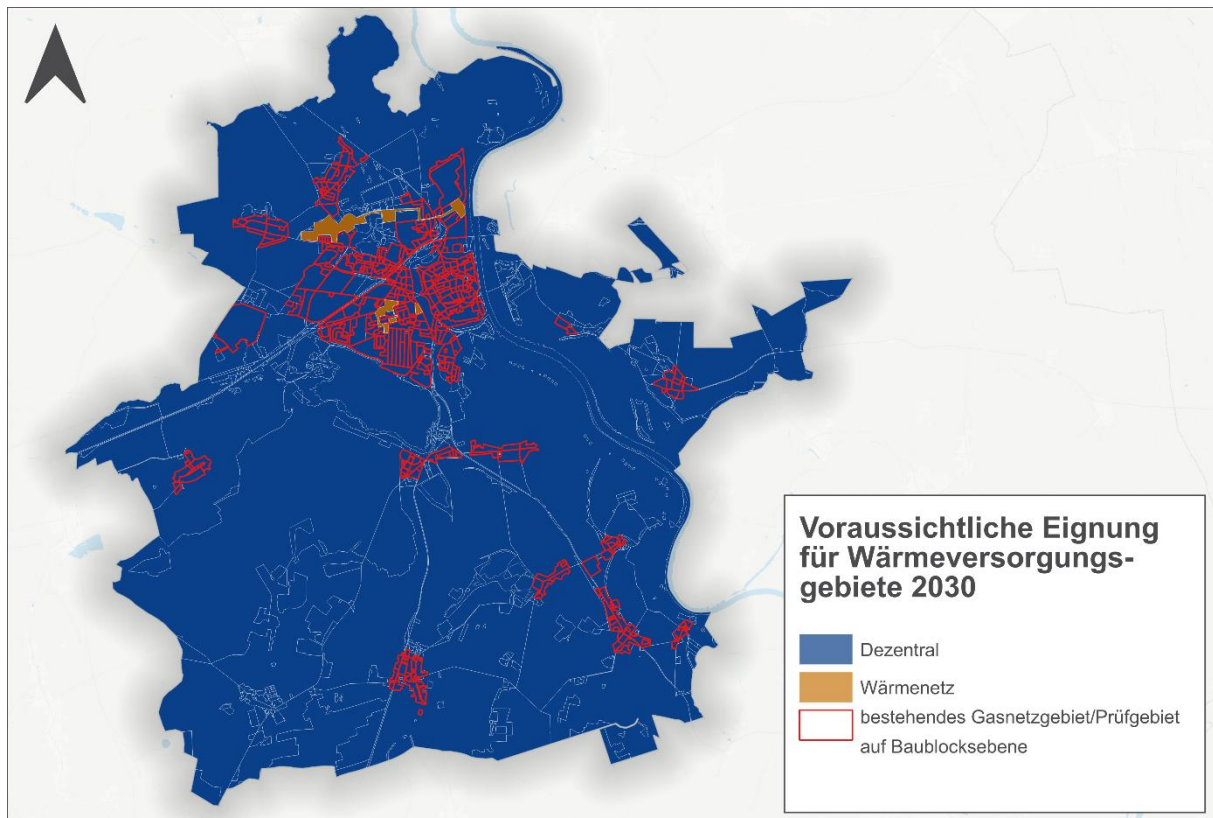 Voraussichtliche Eignung
für Wärmeversorgungs-
gebiete 2030
Dezentral
Wärmenetz
bestehendes Gasnetzgebiet/Prüfgebiet
auf Baublocksebene